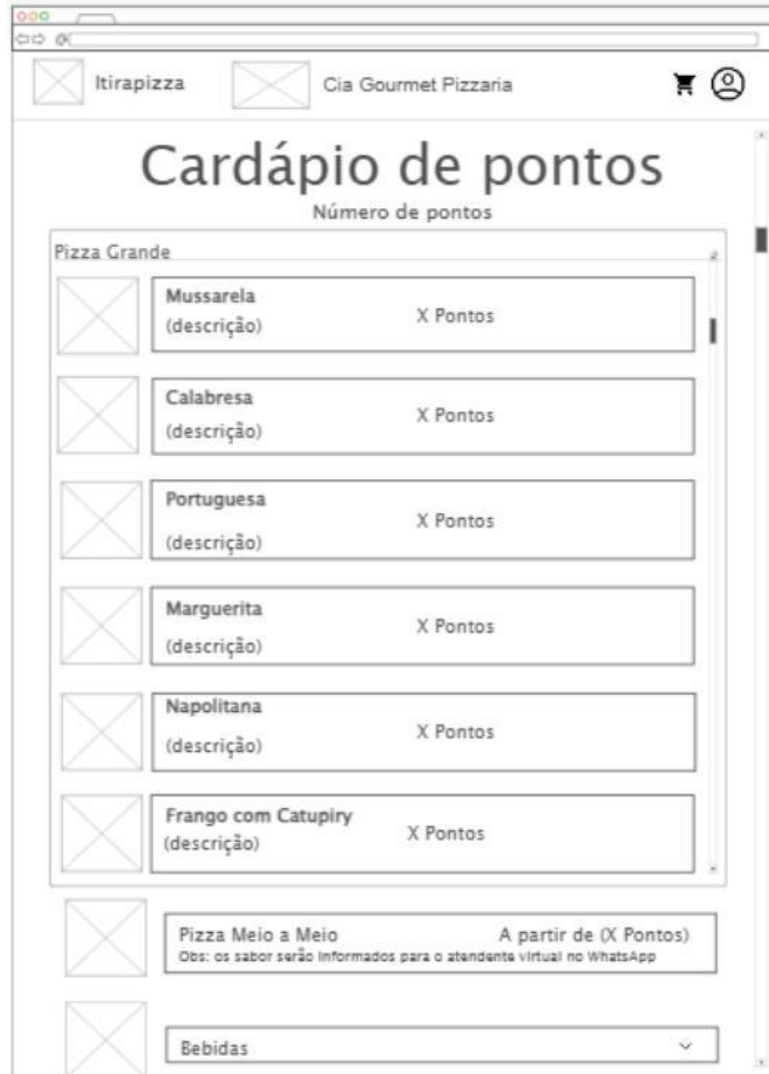 Itirapizza
Cia Gourmet Pizzaria
Cardápio de pontos
Número de pontos
Pizza Grande
Mussarela
(descrição)
X Pontos
Calabresa
(descrição)
X Pontos
Portuguesa
(descrição)
X Pontos
Marguerita
(descrição)
X Pontos
Napolitana
(descrição)
X Pontos
Frango com Catupiry
(descrição)
X Pontos
Pizza Meio a Meio
A partir de (X Pontos)
Obs: os sabor serão informados para o atendente virtual no WhatsApp
Bebidas